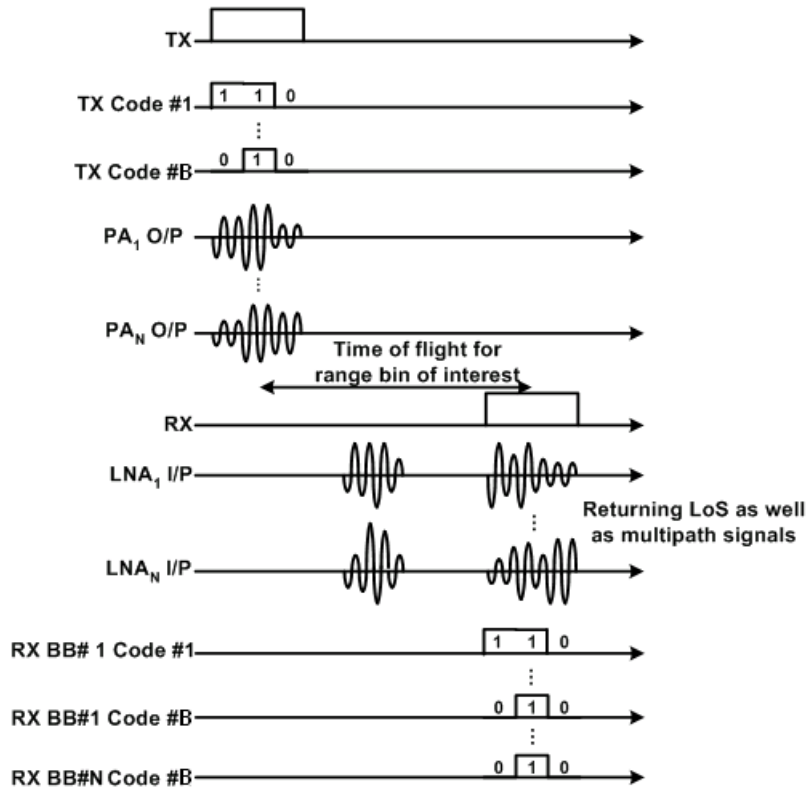 TX
TX Code #1
1 1 0
TX Code #B
0 1 0
PA1 O/P
PAN O/P
Time of flight for
range bin of interest
RX
LNA1 I/P
Returning LoS as well
as multipath signals
LNAN I/P
RX BB# 1 Code #1
1 1 0
RX BB#1 Code #B
0 1 0
RX BB#N Code #B
0 1 0